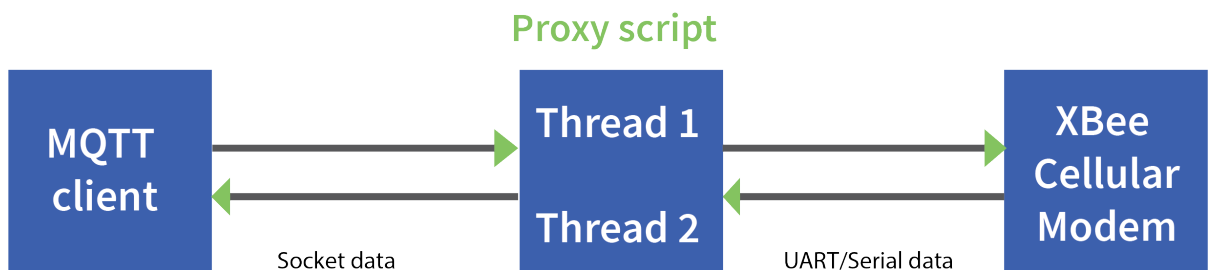 Proxy script
MQTT
client
Thread 1
Thread 2
XBee
Cellular
Modem
Socket data
UART/Serial data